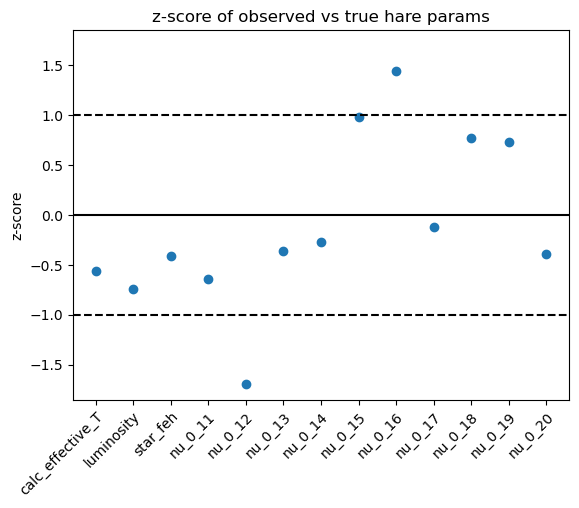 z-score of observed vs true hare params
z-score
1.5
1.0
0.5
0.0
−0.5
−1.0
−1.5
calc_effective_T
luminosity
star_feh
nu_0_11
nu_0_12
nu_0_13
nu_0_14
nu_0_15
nu_0_16
nu_0_17
nu_0_18
nu_0_19
nu_0_20